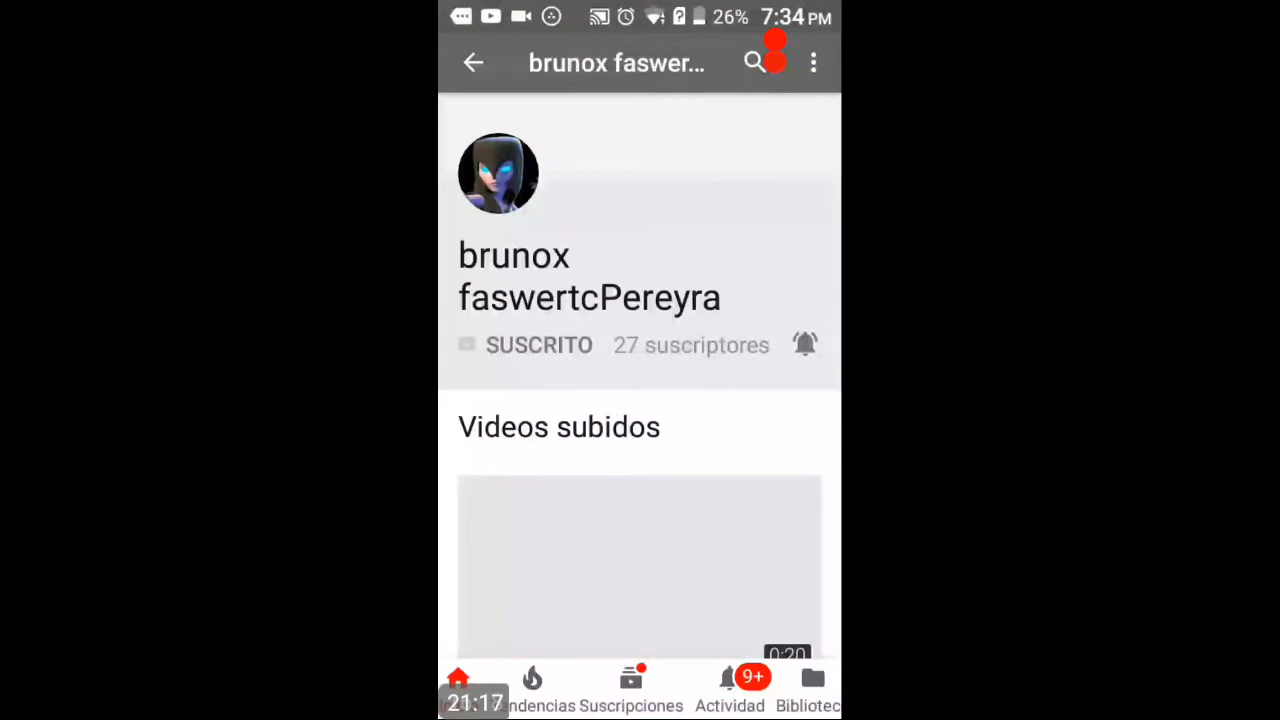 26% 7:34 PM
brunox faswer...
brunox
faswertcPereyra
SUSCRITO 27 suscriptores
Videos subidos
0:20
9+
21:17
endencias Suscripciones Actividad Bibliotec